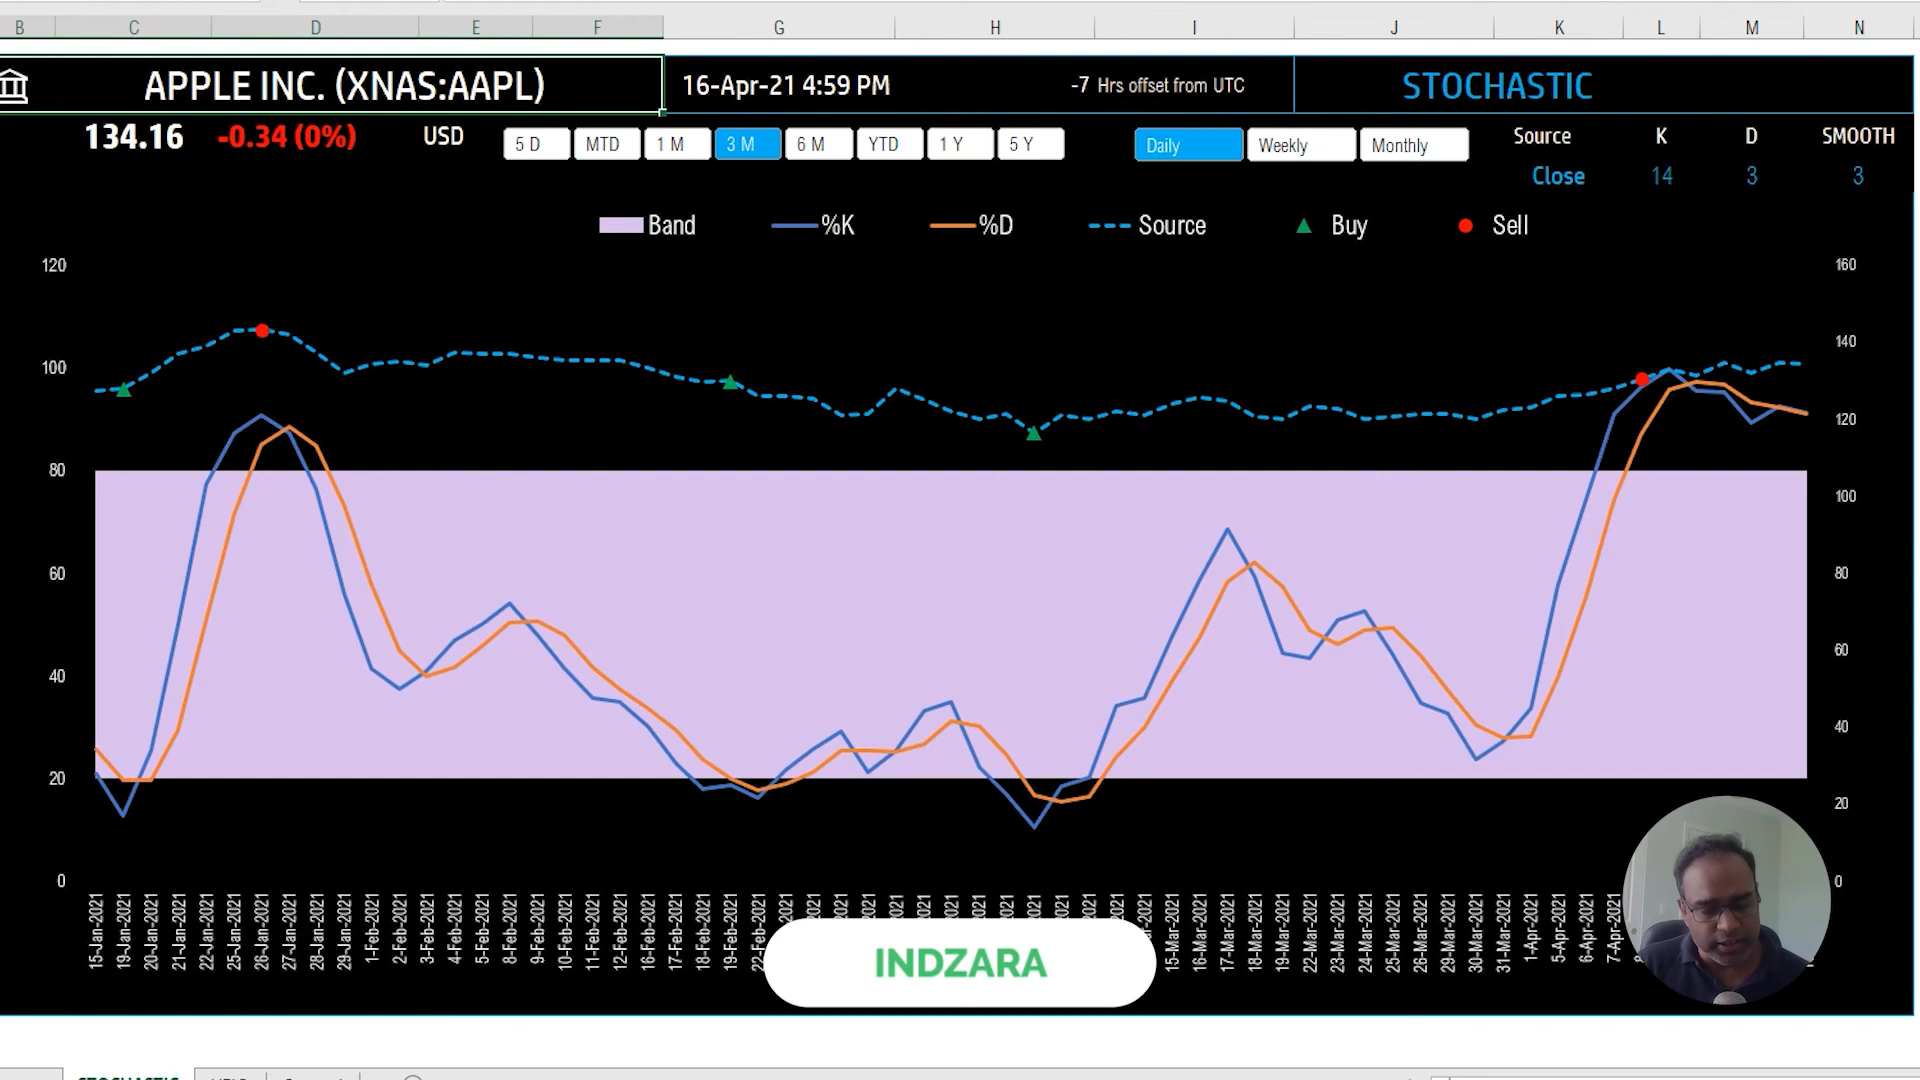 B C D E F G H I J K L M N
APPLE INC. (XNAS:AAPL) 16-Apr-21 4:59 PM -7 Hrs offset from UTC STOCHASTIC
134.16 -0.34 (0%) USD 5 D MTD 1 M 3 M 6 M YTD 1 Y 5 Y Daily Weekly Monthly Source K D SMOOTH
Close 14 3 3
Band %K %D Source Buy Sell
120 160
140
100
120
80
100
60 80
60
40
40
20
20
0 0
15-Jan-2021 19-Jan-2021 20-Jan-2021 21-Jan-2021 22-Jan-2021 25-Jan-2021 26-Jan-2021 27-Jan-2021 28-Jan-2021 29-Jan-2021 1-Feb-2021 2-Feb-2021 3-Feb-2021 4-Feb-2021 5-Feb-2021 8-Feb-2021 9-Feb-2021 10-Feb-2021 11-Feb-2021 12-Feb-2021 16-Feb-2021 17-Feb-2021 18-Feb-2021 19-Feb-2021 15-Mar-2021 16-Mar-2021 17-Mar-2021 18-Mar-2021 19-Mar-2021 22-Mar-2021 23-Mar-2021 24-Mar-2021 25-Mar-2021 26-Mar-2021 29-Mar-2021 30-Mar-2021 31-Mar-2021 1-Apr-2021 5-Apr-2021 6-Apr-2021 7-Apr-2021
INDZARA
STOCHASTIC